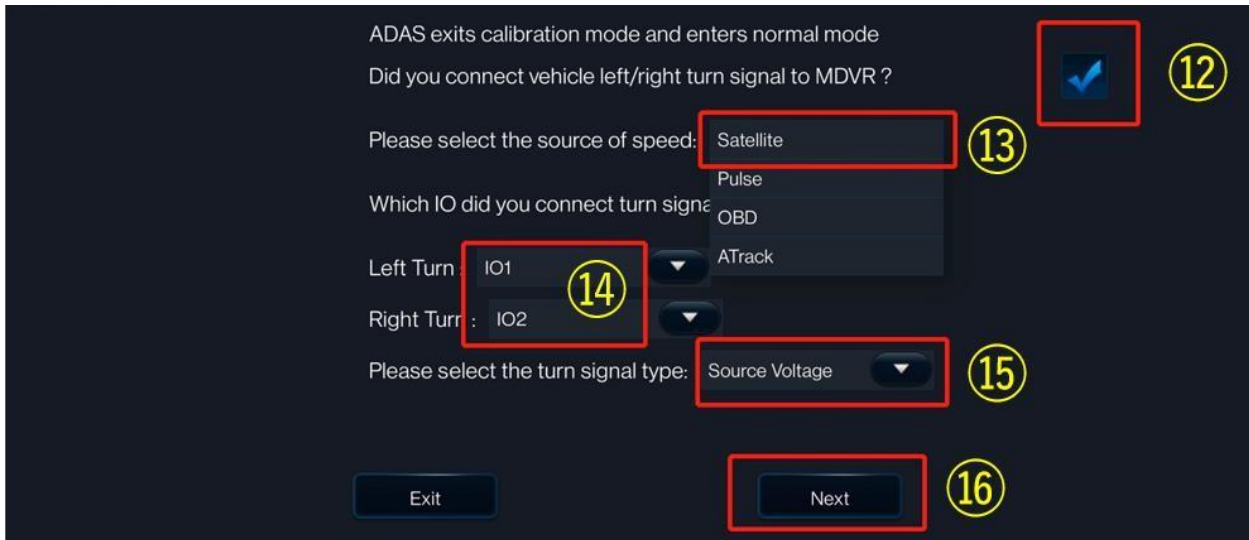 ADAS exits calibration mode and enters normal mode
Did you connect vehicle left/right turn signal to MDVR ?
⑫
Please select the source of speed: Satellite
⑬
Pulse
Which IO did you connect turn signa
OBD
ATrack
Left Turn : IO1
⑭
Right Turn : IO2
Please select the turn signal type: Source Voltage
⑮
Exit Next
⑯